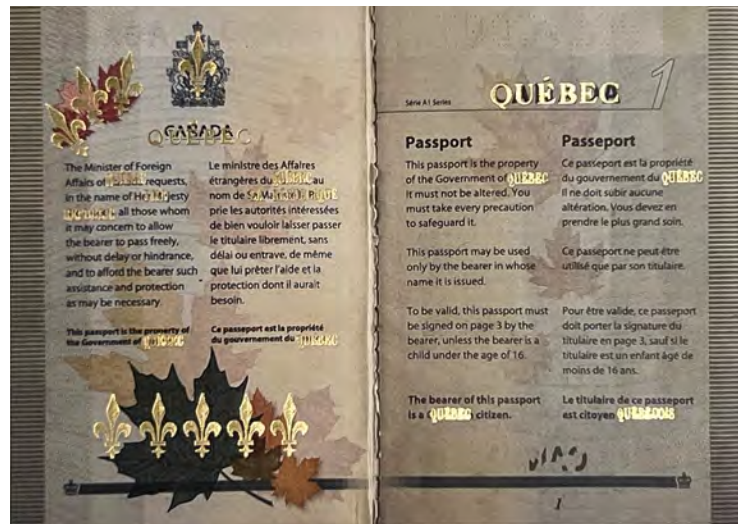 QUÉBEC
The Minister of Foreign
Affairs of requests,
in the name of Her Majesty
all those whom
it may concern to allow
the bearer to pass freely,
without delay or hindrance,
and to afford the bearer such
assistance and protection
as may be necessary.
This passport is the property of
the Government of QUÉBEC
Le ministre des Affaires
étrangères du QUÉBEC au
nom de
prie les autorités intéressées
de bien vouloir laisser passer
le titulaire librement, sans
délai ou entrave, de même
que lui prêter l'aide et la
protection dont il aurait
besoin.
Ce passeport est la propriété
du gouvernement du QUÉBEC
Série A1 Series
QUÉBEC
1
Passport
This passport is the property
of the Government of QUÉBEC
It must not be altered. You
must take every precaution
to safeguard it.
This passport may be used
only by the bearer in whose
name it is issued.
To be valid, this passport must
be signed on page 3 by the
bearer, unless the bearer is a
child under the age of 16.
The bearer of this passport
is a QUÉBEC citizen.
Passeport
Ce passeport est la propriété
du gouvernement du QUÉBEC
Il ne doit subir aucune
altération. Vous devez en
prendre le plus grand soin.
Ce passeport ne peut être
utilisé que par son titulaire.
Pour être valide, ce passeport
doit porter la signature du
titulaire en page 3, sauf si le
titulaire est un enfant âgé de
moins de 16 ans.
Le titulaire de ce passeport
est citoyen QUÉBÉCOIS
1